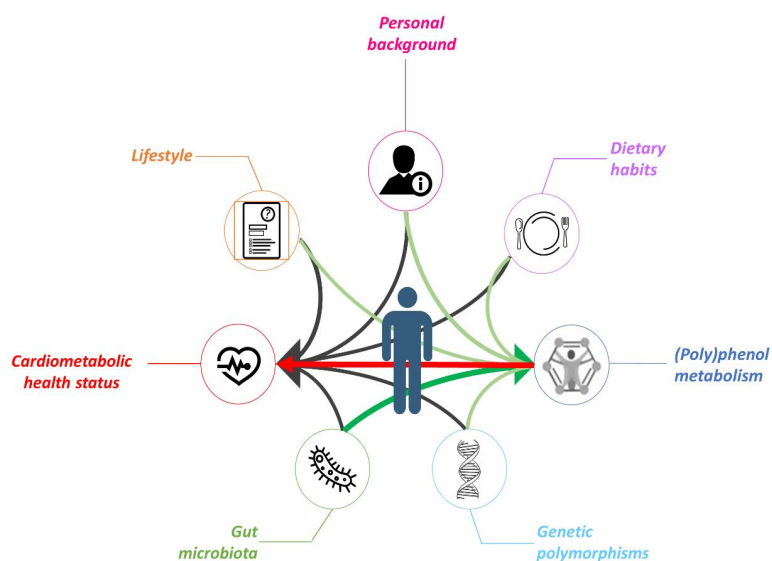 Personal
background
Lifestyle
Dietary
habits
i
?
Cardiometabolic
health status
(Poly)phenol
metabolism
Gut
microbiota
Genetic
polymorphisms